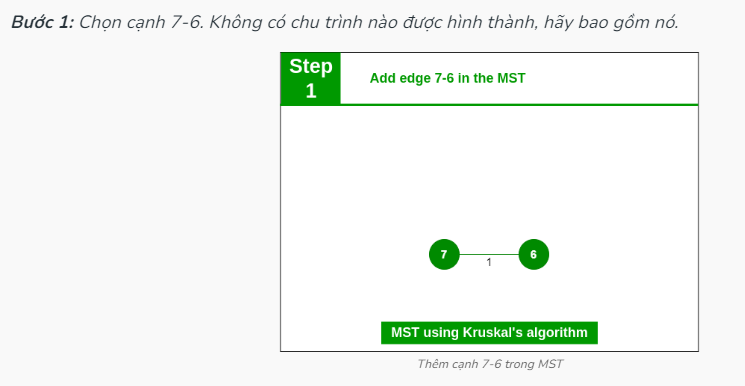 Bước 1: Chọn cạnh 7-6. Không có chu trình nào được hình thành, hãy bao gồm nó.
Step
1
Add edge 7-6 in the MST
7
6
1
MST using Kruskal's algorithm
Thêm cạnh 7-6 trong MST